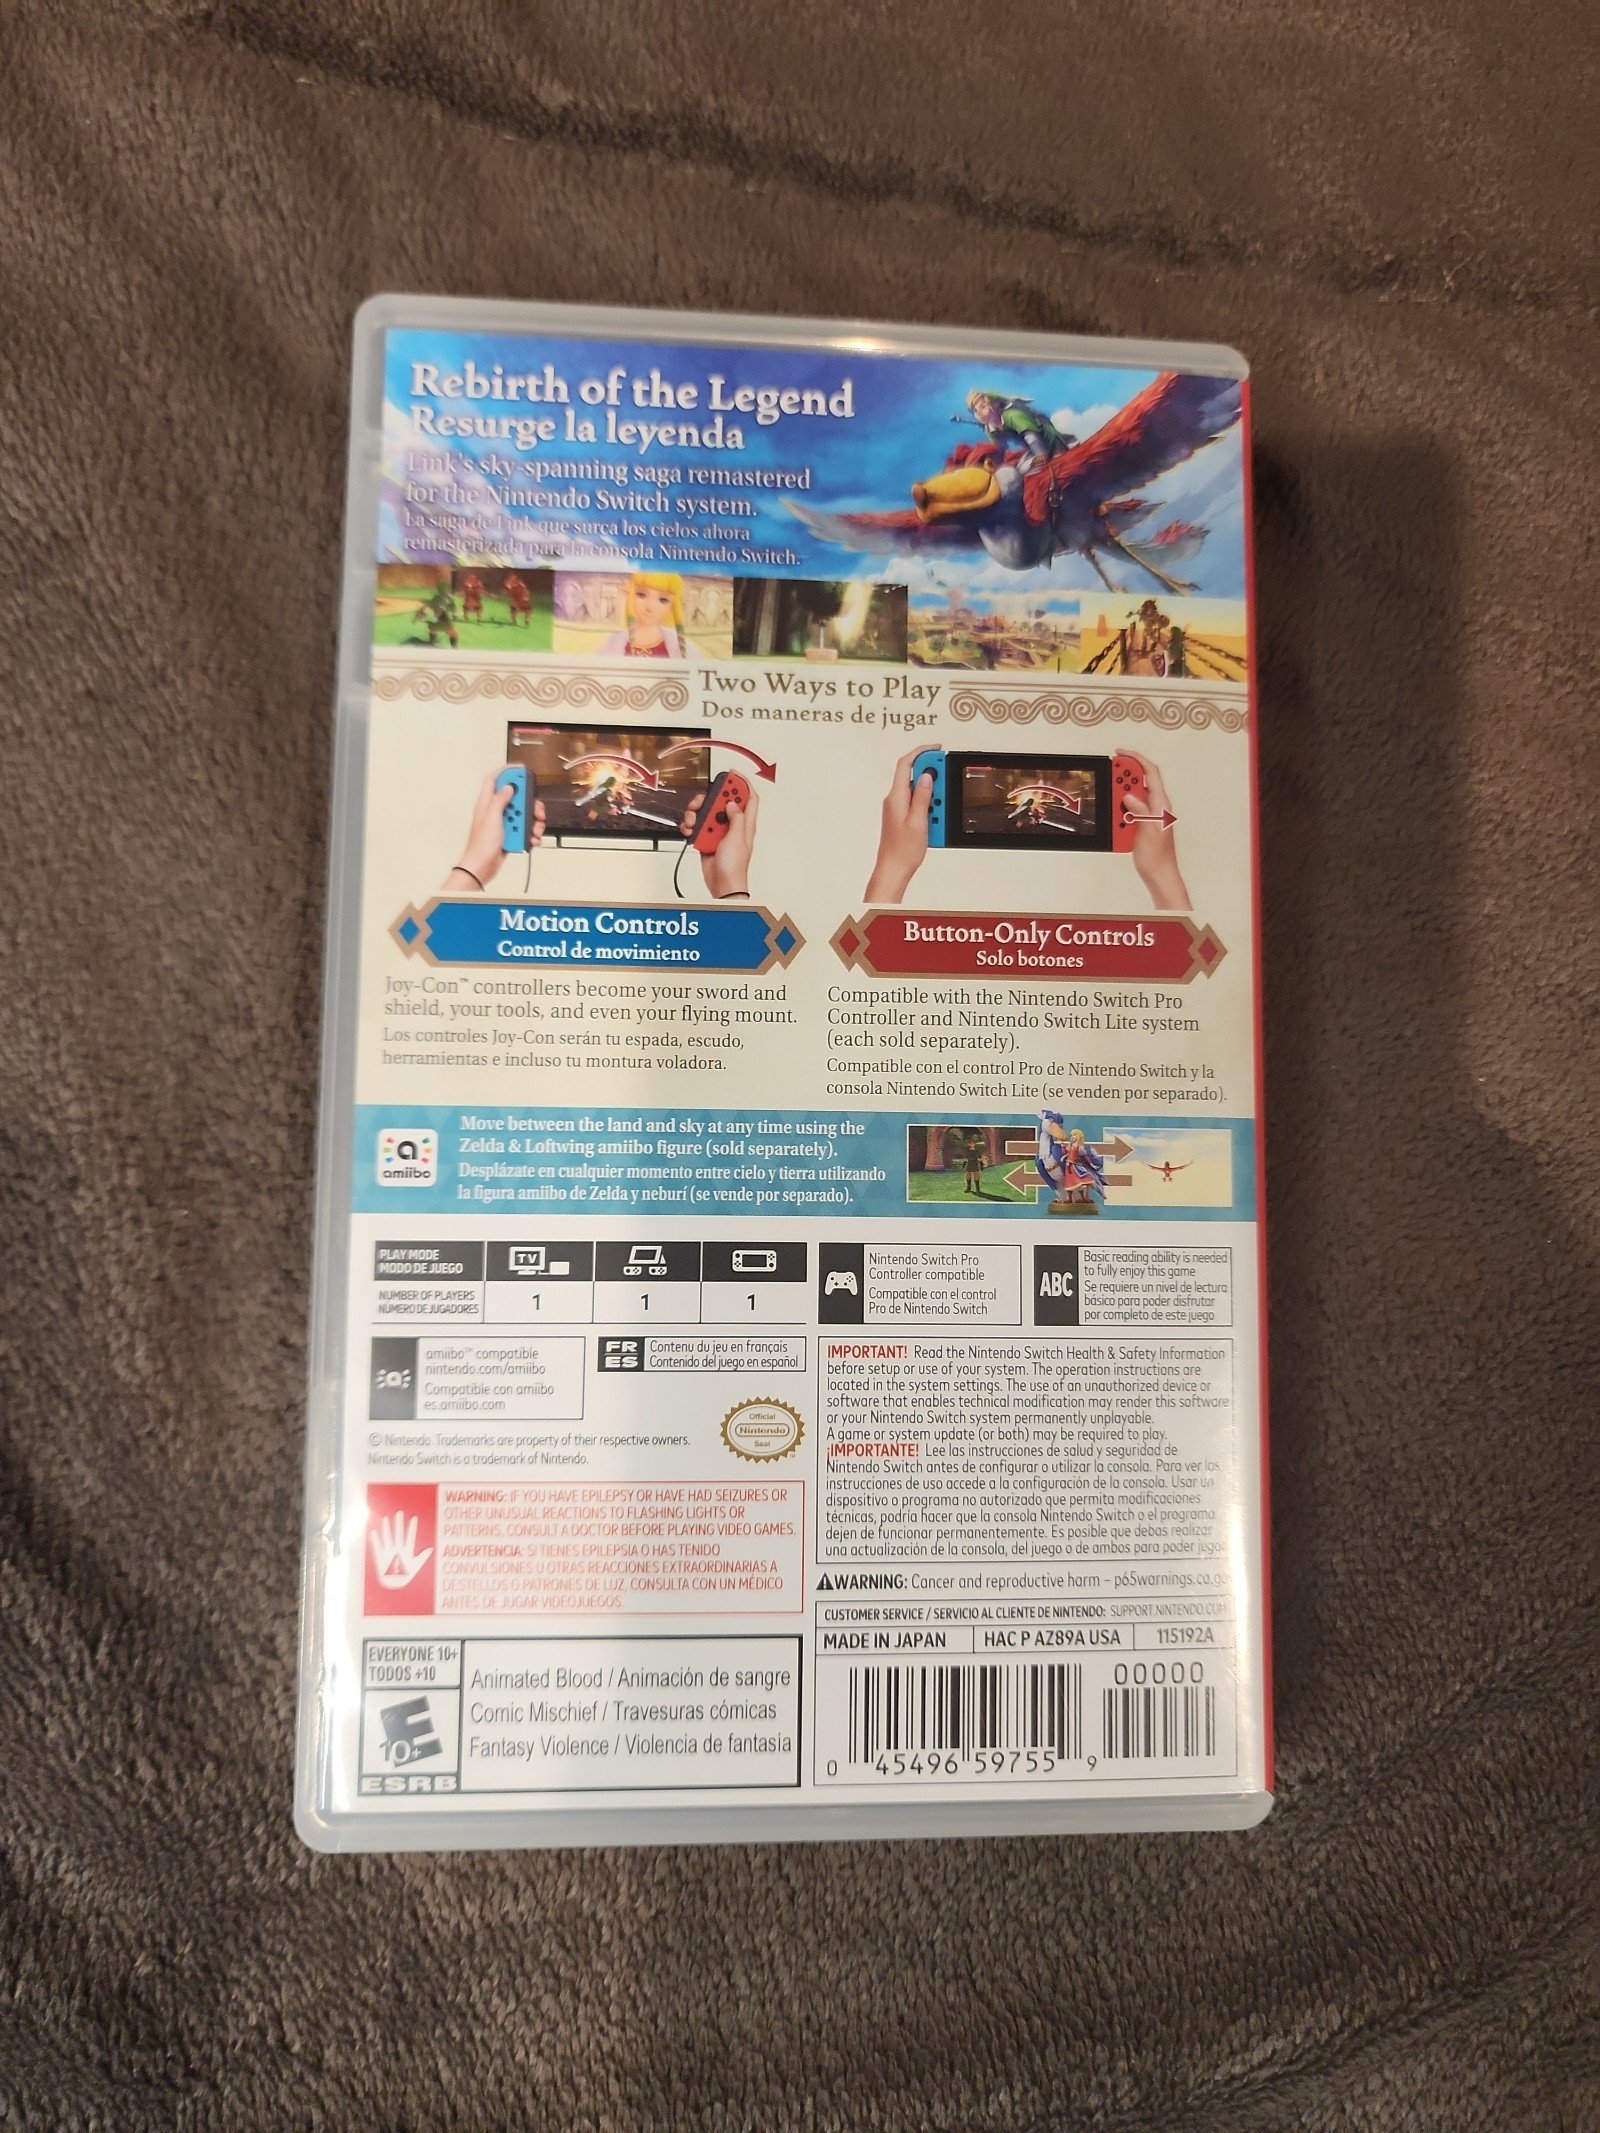 Rebirth of the Legend
Resurge la leyenda
Link's sky-spanning saga remastered
for the Nintendo Switch system.
La saga de Link que surca los cielos ahora
remasterizada para la consola Nintendo Switch.
Two Ways to Play
Dos maneras de jugar
Motion Controls
Control de movimiento
Joy-Con™ controllers become your sword and
shield, your tools, and even your flying mount.
Los controles Joy-Con serán tu espada, escudo,
herramientas e incluso tu montura voladora.
Button-Only Controls
Solo botones
Compatible with the Nintendo Switch Pro
Controller and Nintendo Switch Lite system
(each sold separately).
Compatible con el control Pro de Nintendo Switch y la
consola Nintendo Switch Lite (se venden por separado).
amiibo
Move between the land and sky at any time using the
Zelda & Loftwing amiibo figure (sold separately).
Desplázate en cualquier momento entre cielo y tierra utilizando
la figura amiibo de Zelda y neburí (se vende por separado).
PLAY MODE
MODO DE JUEGO
TV
NUMBER OF PLAYERS
NÚMERO DE JUGADORES
1 1 1
Nintendo Switch Pro
Controller compatible
Compatible con el control
Pro de Nintendo Switch
ABC
Basic reading ability is needed
to fully enjoy this game
Se requiere un nivel de lectura
básico para poder disfrutar
por completo de este juego
amiibo™ compatible
nintendo.com/amiibo
Compatible con amiibo
es.amiibo.com
FR
ES
Contenu du jeu en français
Contenido del juego en español
© Nintendo. Trademarks are property of their respective owners.
Nintendo Switch is a trademark of Nintendo.
Official
Nintendo
Seal
IMPORTANT! Read the Nintendo Switch Health & Safety Information
before setup or use of your system. The operation instructions are
located in the system settings. The use of an unauthorized device or
software that enables technical modification may render this software
or your Nintendo Switch system permanently unplayable.
A game or system update (or both) may be required to play.
¡IMPORTANTE! Lee las instrucciones de salud y seguridad de
Nintendo Switch antes de configurar o utilizar la consola. Para ver las
instrucciones de uso accede a la configuración de la consola. Usar un
dispositivo o programa no autorizado que permita modificaciones
técnicas, podría hacer que la consola Nintendo Switch o el programa
dejen de funcionar permanentemente. Es posible que debas realizar
una actualización de la consola, del juego o de ambos para poder jugar.
WARNING: IF YOU HAVE EPILEPSY OR HAVE HAD SEIZURES OR
OTHER UNUSUAL REACTIONS TO FLASHING LIGHTS OR
PATTERNS, CONSULT A DOCTOR BEFORE PLAYING VIDEO GAMES.
ADVERTENCIA: SI TIENES EPILEPSIA O HAS TENIDO
CONVULSIONES U OTRAS REACCIONES EXTRAORDINARIAS A
DESTELLOS O PATRONES DE LUZ, CONSULTA CON UN MÉDICO
ANTES DE JUGAR VIDEOJUEGOS.
WARNING: Cancer and reproductive harm – p65warnings.ca.gov
CUSTOMER SERVICE / SERVICIO AL CLIENTE DE NINTENDO: SUPPORT.NINTENDO.COM
MADE IN JAPAN
HAC P AZ89A USA
115192A
EVERYONE 10+
TODOS +10
E
10+
ESRB
Animated Blood / Animación de sangre
Comic Mischief / Travesuras cómicas
Fantasy Violence / Violencia de fantasía
00000
0 45496 59755 9